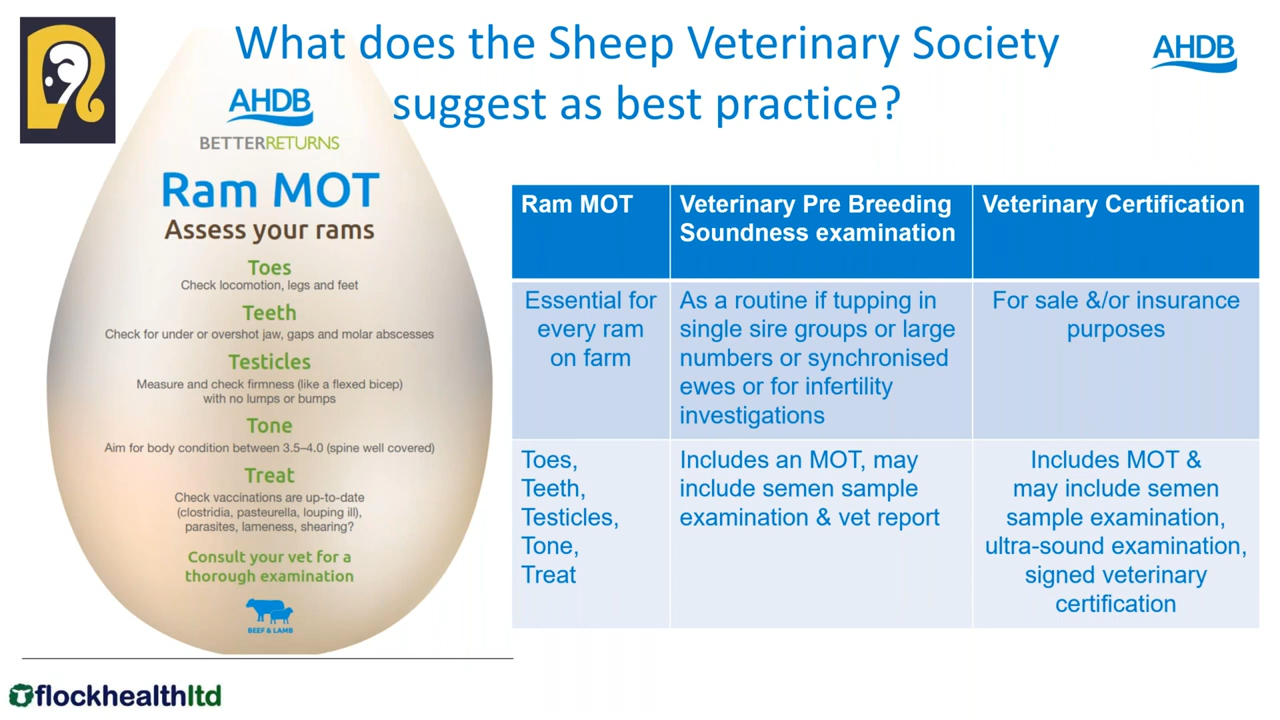 What does the Sheep Veterinary Society
suggest as best practice?
AHDB
AHDB
BETTERRETURNS
Ram MOT
Assess your rams
Toes
Check locomotion, legs and feet
Teeth
Check for under or overshot jaw, gaps and molar abscesses
Testicles
Measure and check firmness (like a flexed bicep)
with no lumps or bumps
Tone
Aim for body condition between 3.5–4.0 (spine well covered)
Treat
Check vaccinations are up-to-date
(clostridia, pasteurella, louping ill),
parasites, lameness, shearing?
Consult your vet for a
thorough examination
BEEF & LAMB
Ram MOT
Veterinary Pre Breeding
Soundness examination
Veterinary Certification
Essential for
every ram
on farm
As a routine if tupping in
single sire groups or large
numbers or synchronised
ewes or for infertility
investigations
For sale &/or insurance
purposes
Toes,
Teeth,
Testicles,
Tone,
Treat
Includes an MOT, may
include semen sample
examination & vet report
Includes MOT &
may include semen
sample examination,
ultra-sound examination,
signed veterinary
certification
flockhealthltd